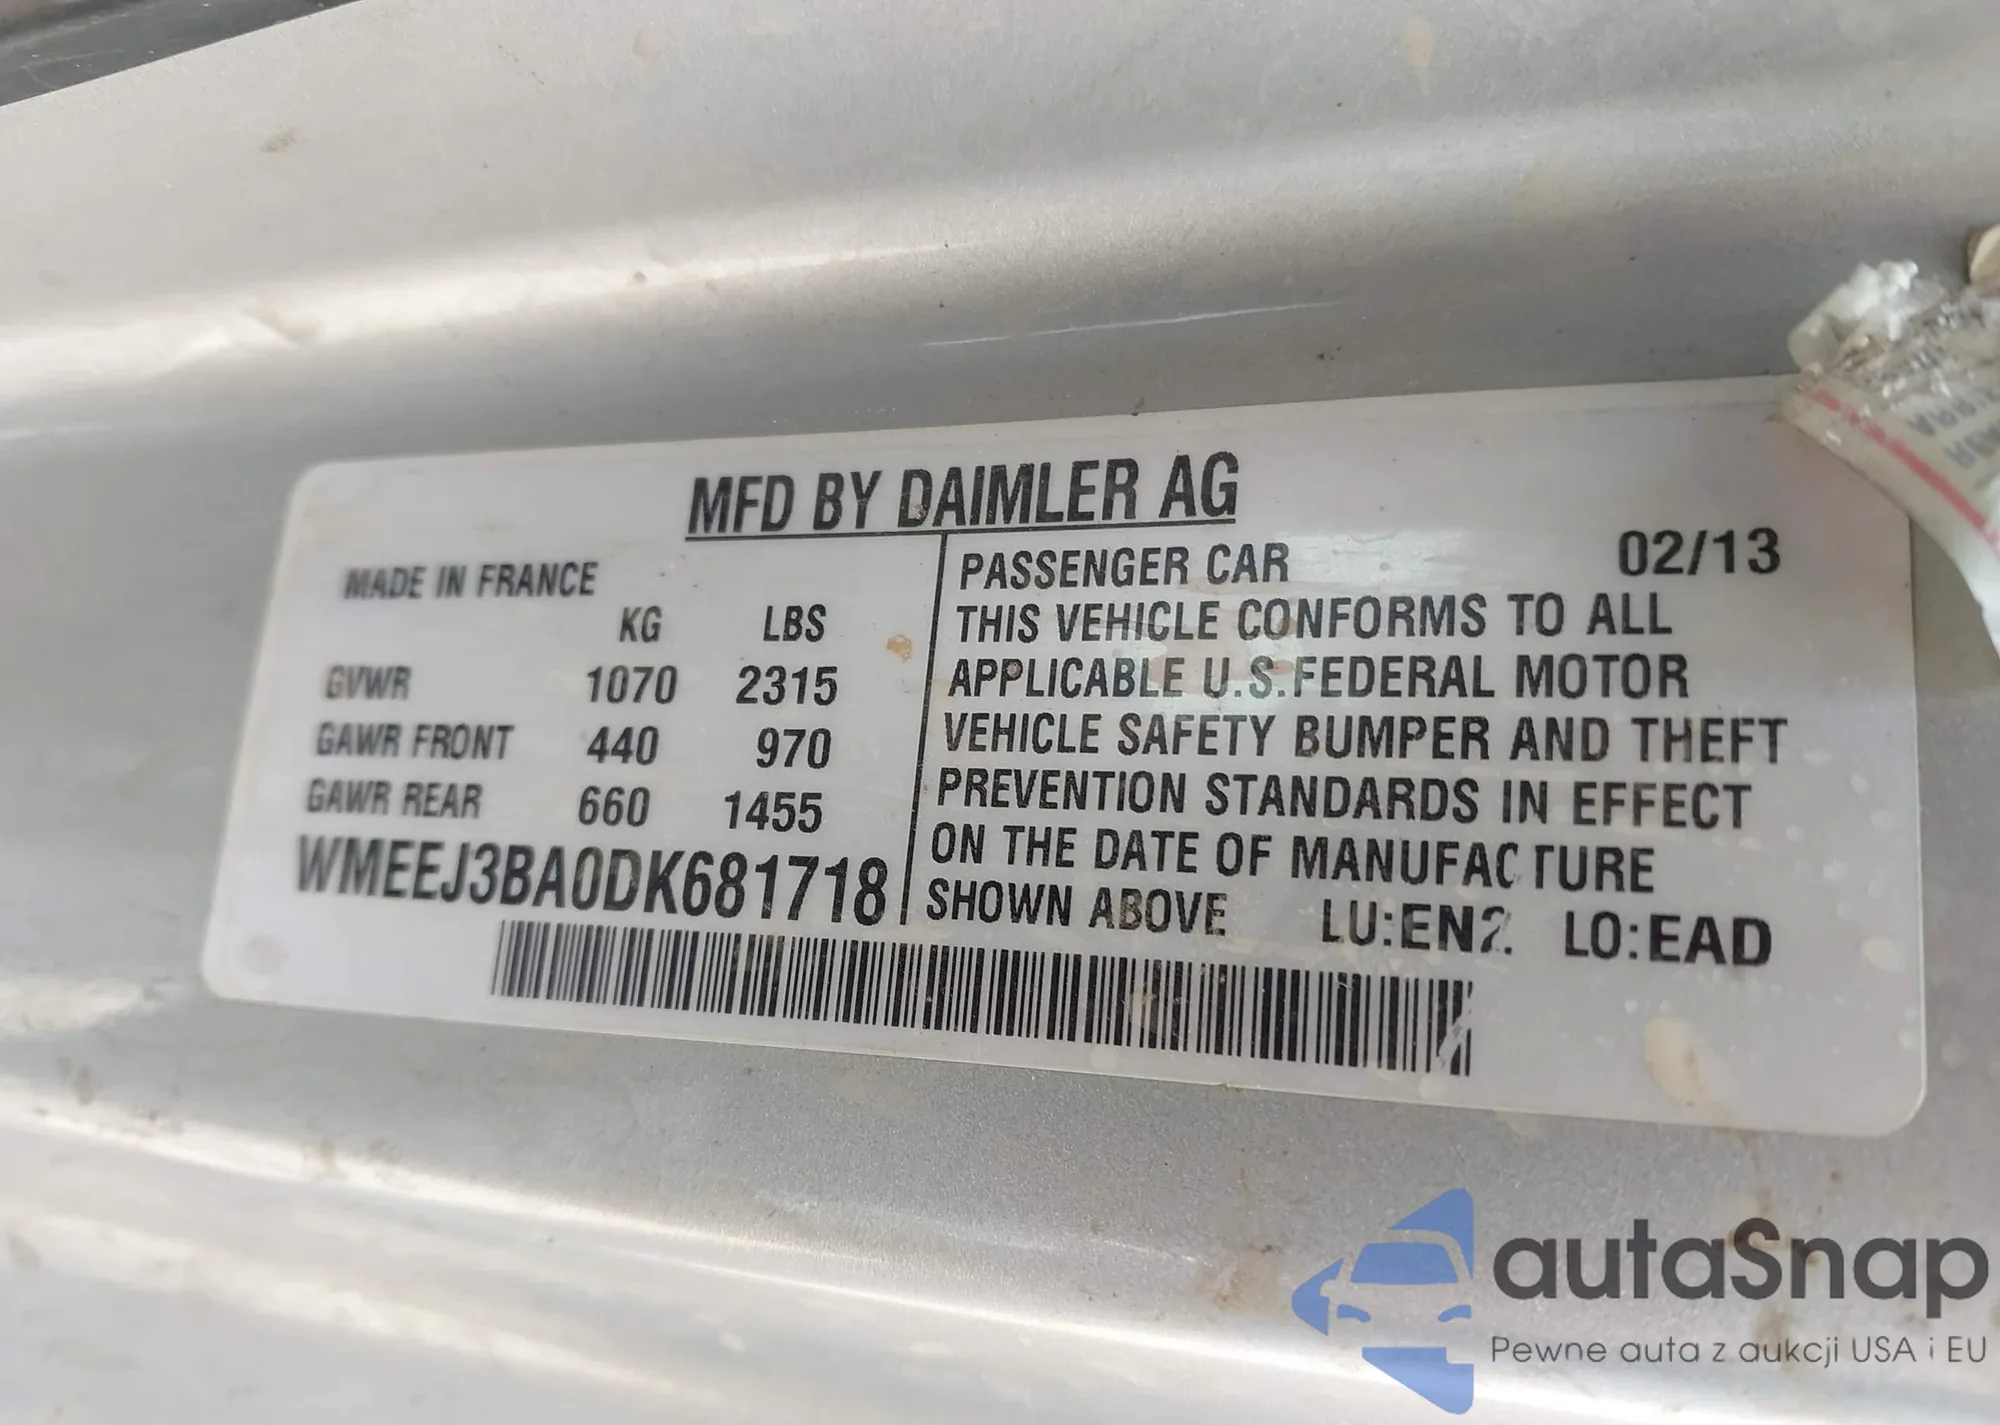 MFD BY DAIMLER AG
MADE IN FRANCE
KG LBS
GVWR 1070 2315
GAWR FRONT 440 970
GAWR REAR 660 1455
WMEEJ3BA0DK681718
PASSENGER CAR 02/13
THIS VEHICLE CONFORMS TO ALL
APPLICABLE U.S.FEDERAL MOTOR
VEHICLE SAFETY BUMPER AND THEFT
PREVENTION STANDARDS IN EFFECT
ON THE DATE OF MANUFACTURE
SHOWN ABOVE LU:EN2. LO:EAD
autaSnap
Pewne auta z aukcji USA i EU